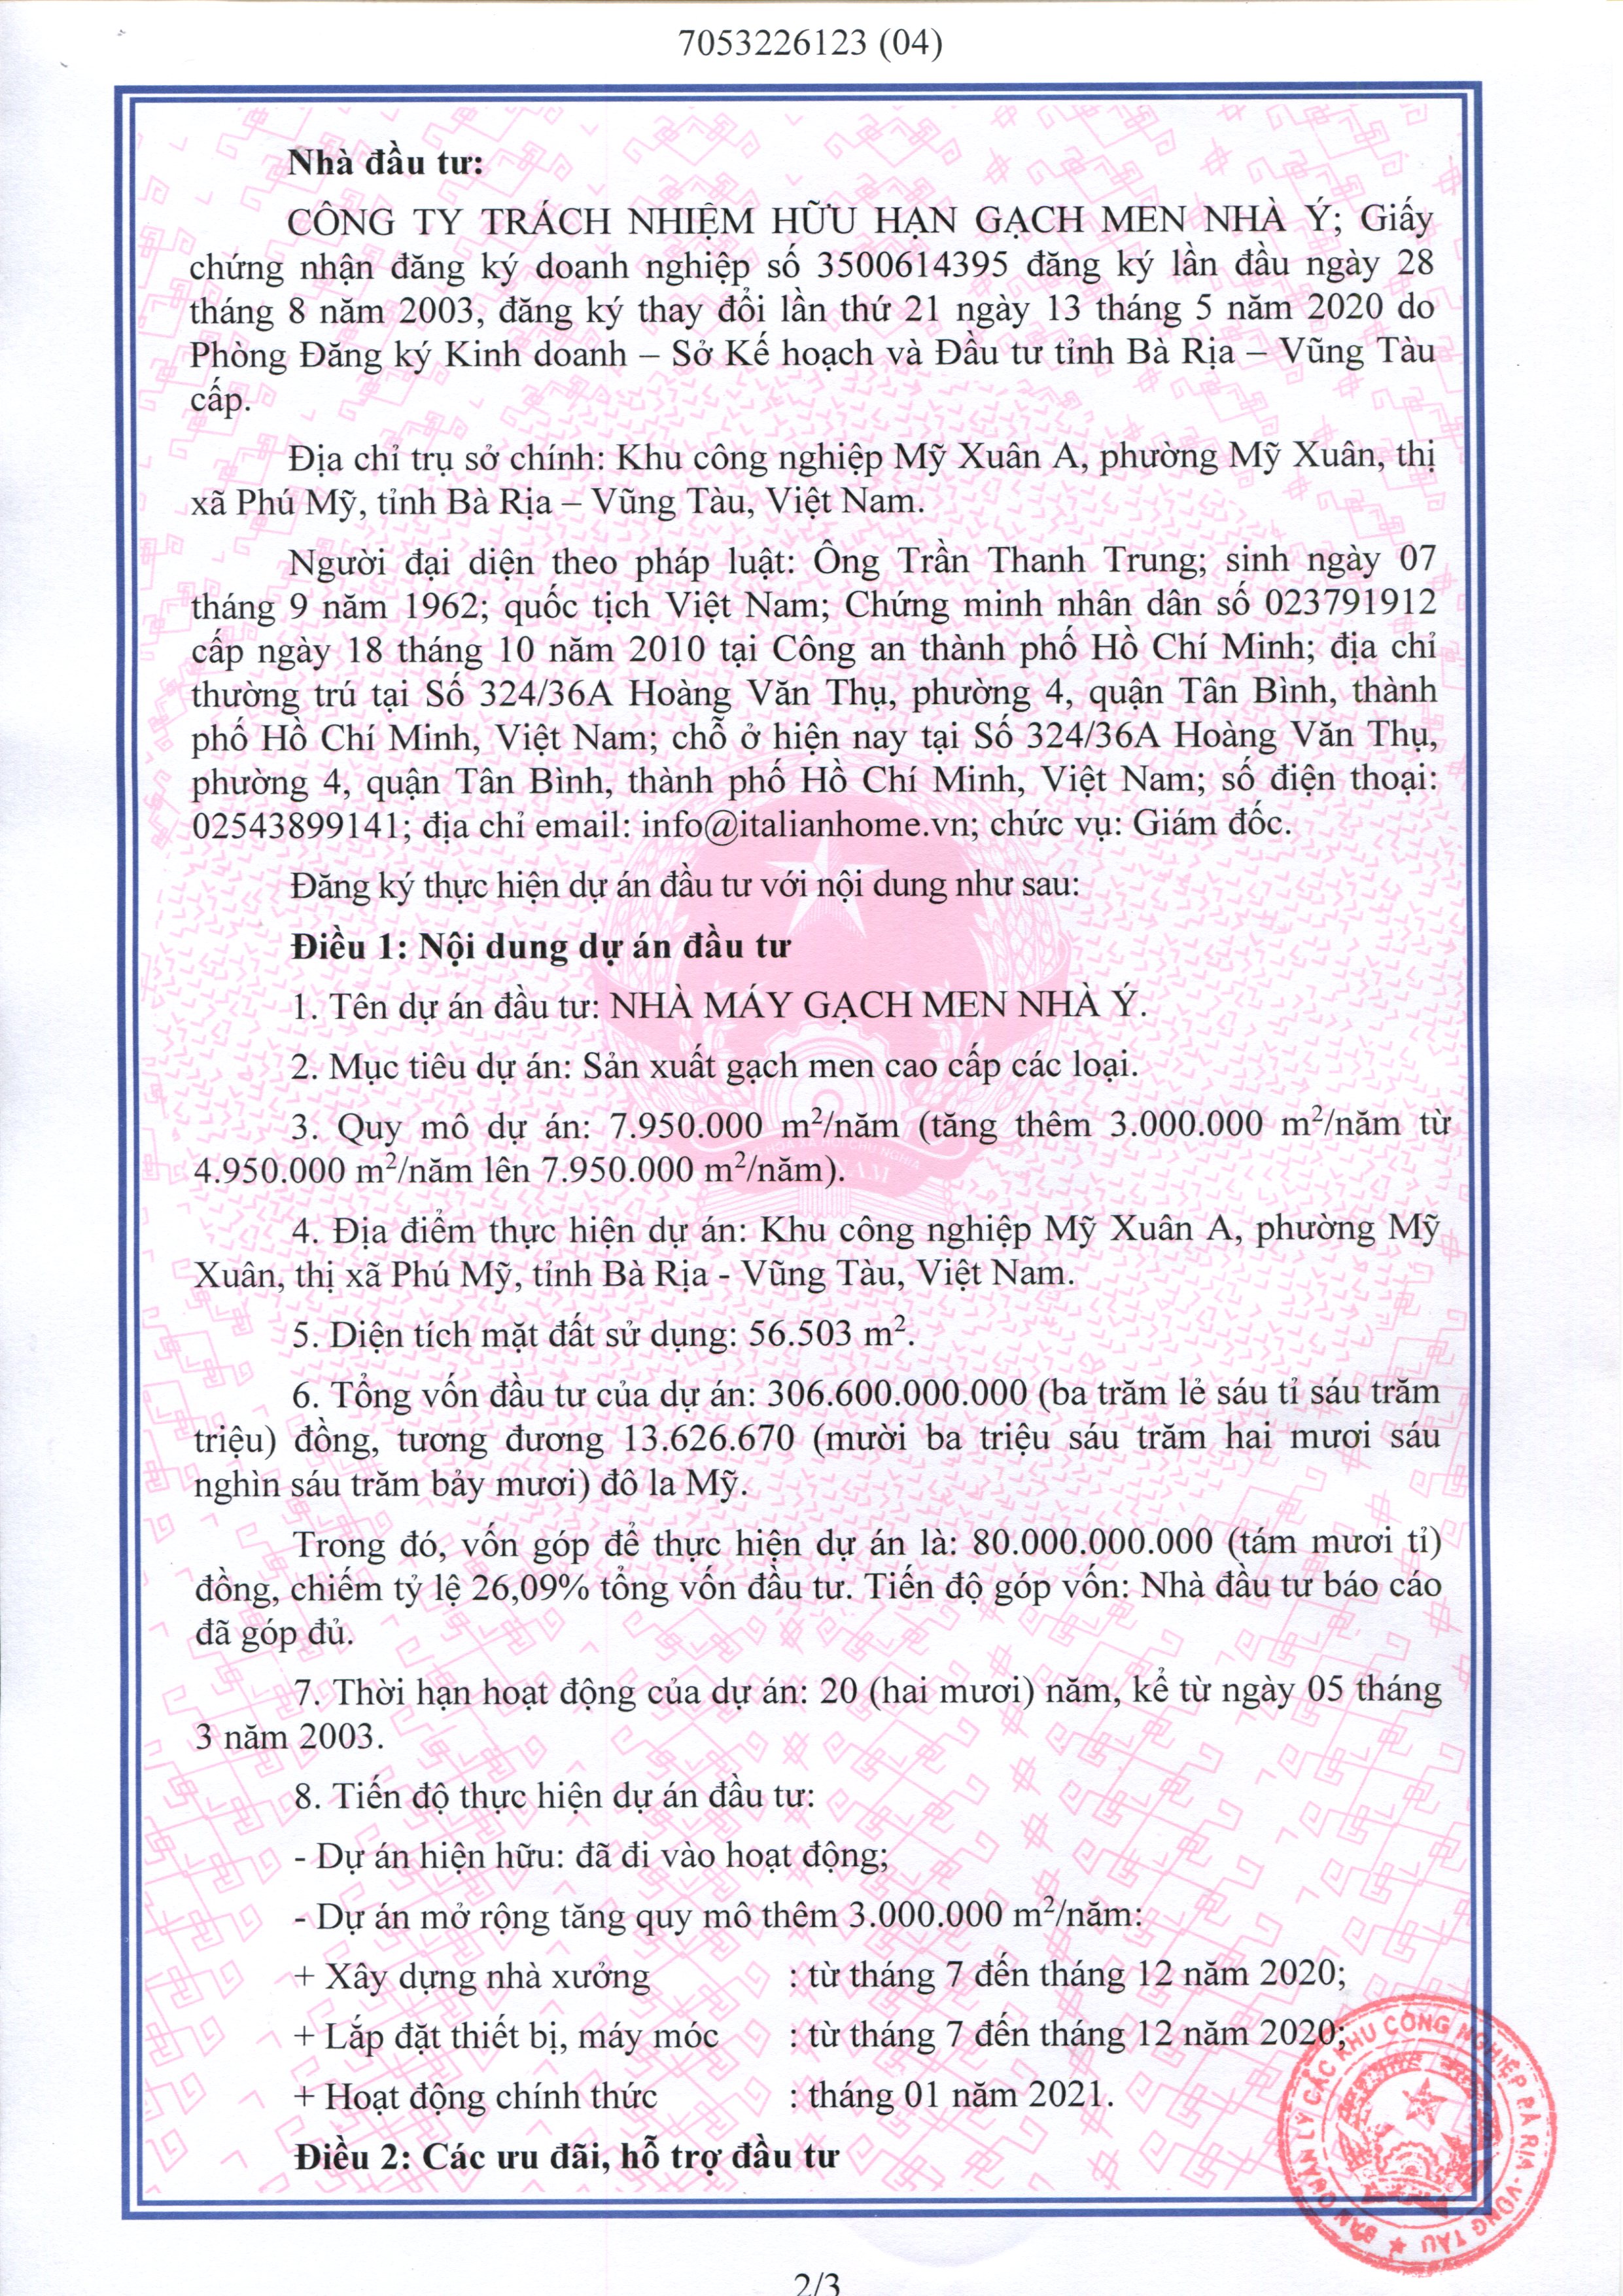 7053226123 (04)
Nhà đầu tư:
CÔNG TY TRÁCH NHIỆM HỮU HẠN GẠCH MEN NHÀ Ý; Giấy
chứng nhận đăng ký doanh nghiệp số 3500614395 đăng ký lần đầu ngày 28
tháng 8 năm 2003, đăng ký thay đổi lần thứ 21 ngày 13 tháng 5 năm 2020 do
Phòng Đăng ký Kinh doanh – Sở Kế hoạch và Đầu tư tỉnh Bà Rịa – Vũng Tàu
cấp.
Địa chỉ trụ sở chính: Khu công nghiệp Mỹ Xuân A, phường Mỹ Xuân, thị
xã Phú Mỹ, tỉnh Bà Rịa – Vũng Tàu, Việt Nam.
Người đại diện theo pháp luật: Ông Trần Thanh Trung; sinh ngày 07
tháng 9 năm 1962; quốc tịch Việt Nam; Chứng minh nhân dân số 023791912
cấp ngày 18 tháng 10 năm 2010 tại Công an thành phố Hồ Chí Minh; địa chỉ
thường trú tại Số 324/36A Hoàng Văn Thụ, phường 4, quận Tân Bình, thành
phố Hồ Chí Minh, Việt Nam; chỗ ở hiện nay tại Số 324/36A Hoàng Văn Thụ,
phường 4, quận Tân Bình, thành phố Hồ Chí Minh, Việt Nam; số điện thoại:
02543899141; địa chỉ email: info@italianhome.vn; chức vụ: Giám đốc.
Đăng ký thực hiện dự án đầu tư với nội dung như sau:
Điều 1: Nội dung dự án đầu tư
1. Tên dự án đầu tư: NHÀ MÁY GẠCH MEN NHÀ Ý.
2. Mục tiêu dự án: Sản xuất gạch men cao cấp các loại.
3. Quy mô dự án: 7.950.000 m²/năm (tăng thêm 3.000.000 m²/năm từ
4.950.000 m²/năm lên 7.950.000 m²/năm).
4. Địa điểm thực hiện dự án: Khu công nghiệp Mỹ Xuân A, phường Mỹ
Xuân, thị xã Phú Mỹ, tỉnh Bà Rịa - Vũng Tàu, Việt Nam.
5. Diện tích mặt đất sử dụng: 56.503 m².
6. Tổng vốn đầu tư của dự án: 306.600.000.000 (ba trăm lẻ sáu tỉ sáu trăm
triệu) đồng, tương đương 13.626.670 (mười ba triệu sáu trăm hai mươi sáu
nghìn sáu trăm bảy mươi) đô la Mỹ.
Trong đó, vốn góp để thực hiện dự án là: 80.000.000.000 (tám mươi tỉ)
đồng, chiếm tỷ lệ 26,09% tổng vốn đầu tư. Tiến độ góp vốn: Nhà đầu tư báo cáo
đã góp đủ.
7. Thời hạn hoạt động của dự án: 20 (hai mươi) năm, kể từ ngày 05 tháng
3 năm 2003.
8. Tiến độ thực hiện dự án đầu tư:
- Dự án hiện hữu: đã đi vào hoạt động;
- Dự án mở rộng tăng quy mô thêm 3.000.000 m²/năm:
+ Xây dựng nhà xưởng : từ tháng 7 đến tháng 12 năm 2020;
+ Lắp đặt thiết bị, máy móc : từ tháng 7 đến tháng 12 năm 2020;
+ Hoạt động chính thức : tháng 01 năm 2021.
Điều 2: Các ưu đãi, hỗ trợ đầu tư
BAN QUẢN LÝ CÁC KHU CÔNG NGHIỆP BÀ RỊA - VŨNG TÀU
2/3